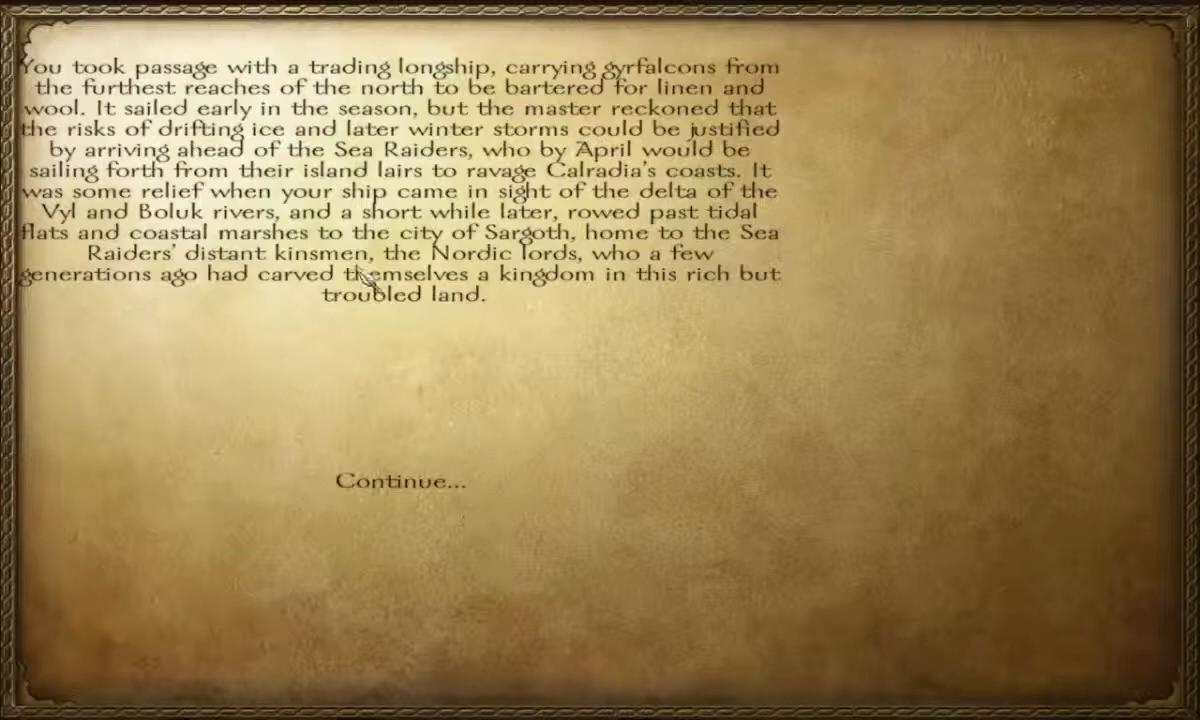 You took passage with a trading longship, carrying gyrfalcons from
the furthest reaches of the north to be bartered for linen and
wool. It sailed early in the season, but the master reckoned that
the risks of drifting ice and later winter storms could be justified
by arriving ahead of the Sea Raiders, who by April would be
sailing forth from their island lairs to ravage Calradia's coasts. It
was some relief when your ship came in sight of the delta of the
Vyl and Boluk rivers, and a short while later, rowed past tidal
flats and coastal marshes to the city of Sargoth, home to the Sea
Raiders' distant kinsmen, the Nordic lords, who a few
generations ago had carved themselves a kingdom in this rich but
troubled land.
Continue...